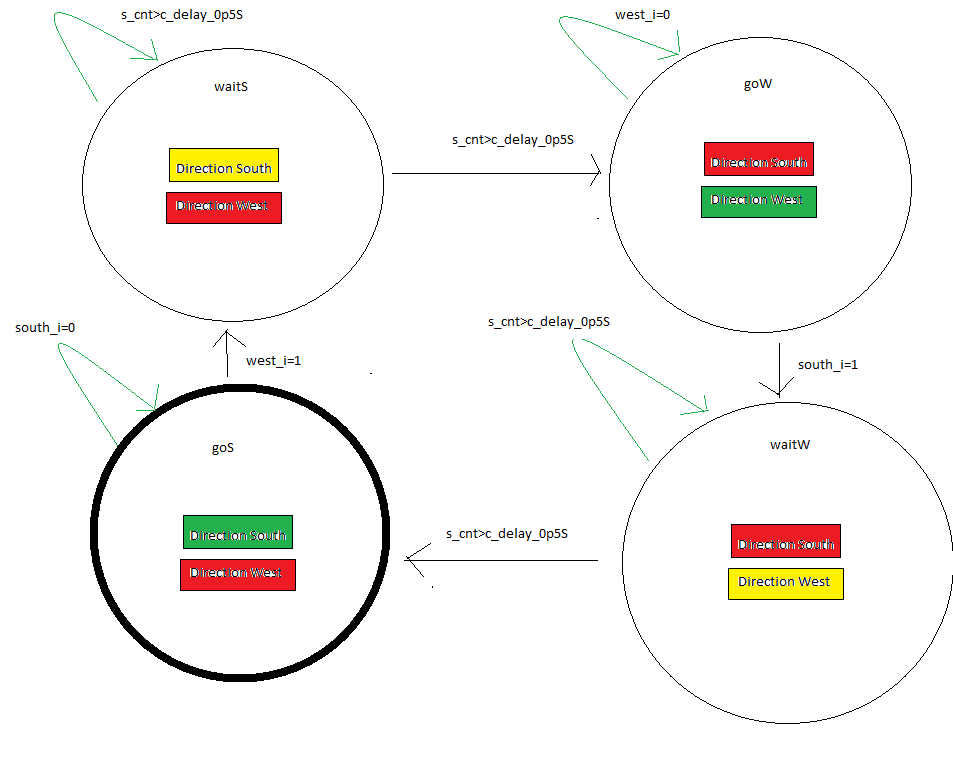 s_cnt>c_delay_0p5S
west_i=0
waitS
goW
s_cnt>c_delay_0p5S
Direction South
Direction West
Direction South
Direction West
south_i=0
s_cnt>c_delay_0p5S
west_i=1
south_i=1
goS
waitW
s_cnt>c_delay_0p5S
Direction South
Direction West
Direction South
Direction West